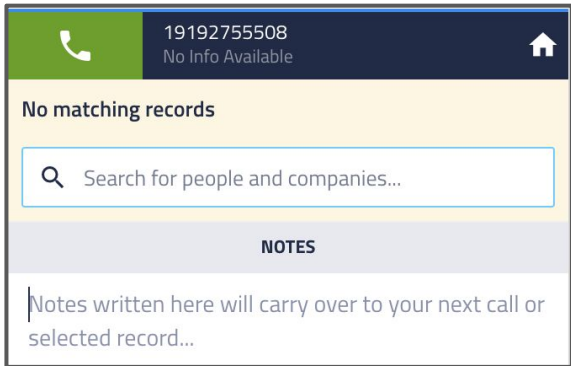 19192755508
No Info Available
No matching records
Search for people and companies...
NOTES
Notes written here will carry over to your next call or
selected record...